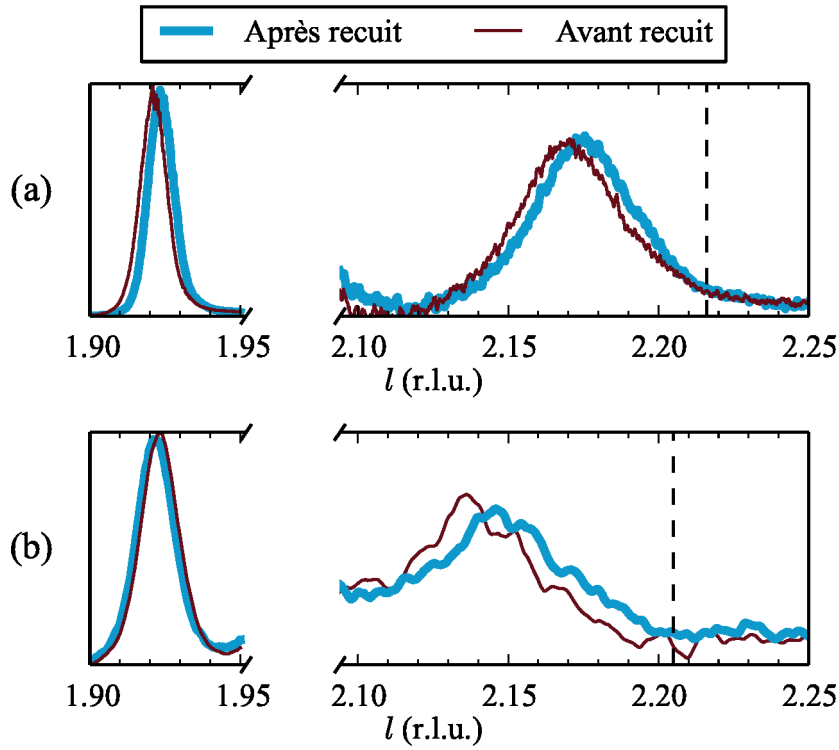 Après recuit Avant recuit
(a)
1.90 1.95 2.10 2.15 2.20 2.25
l (r.l.u.)
(b)
1.90 1.95 2.10 2.15 2.20 2.25
l (r.l.u.)